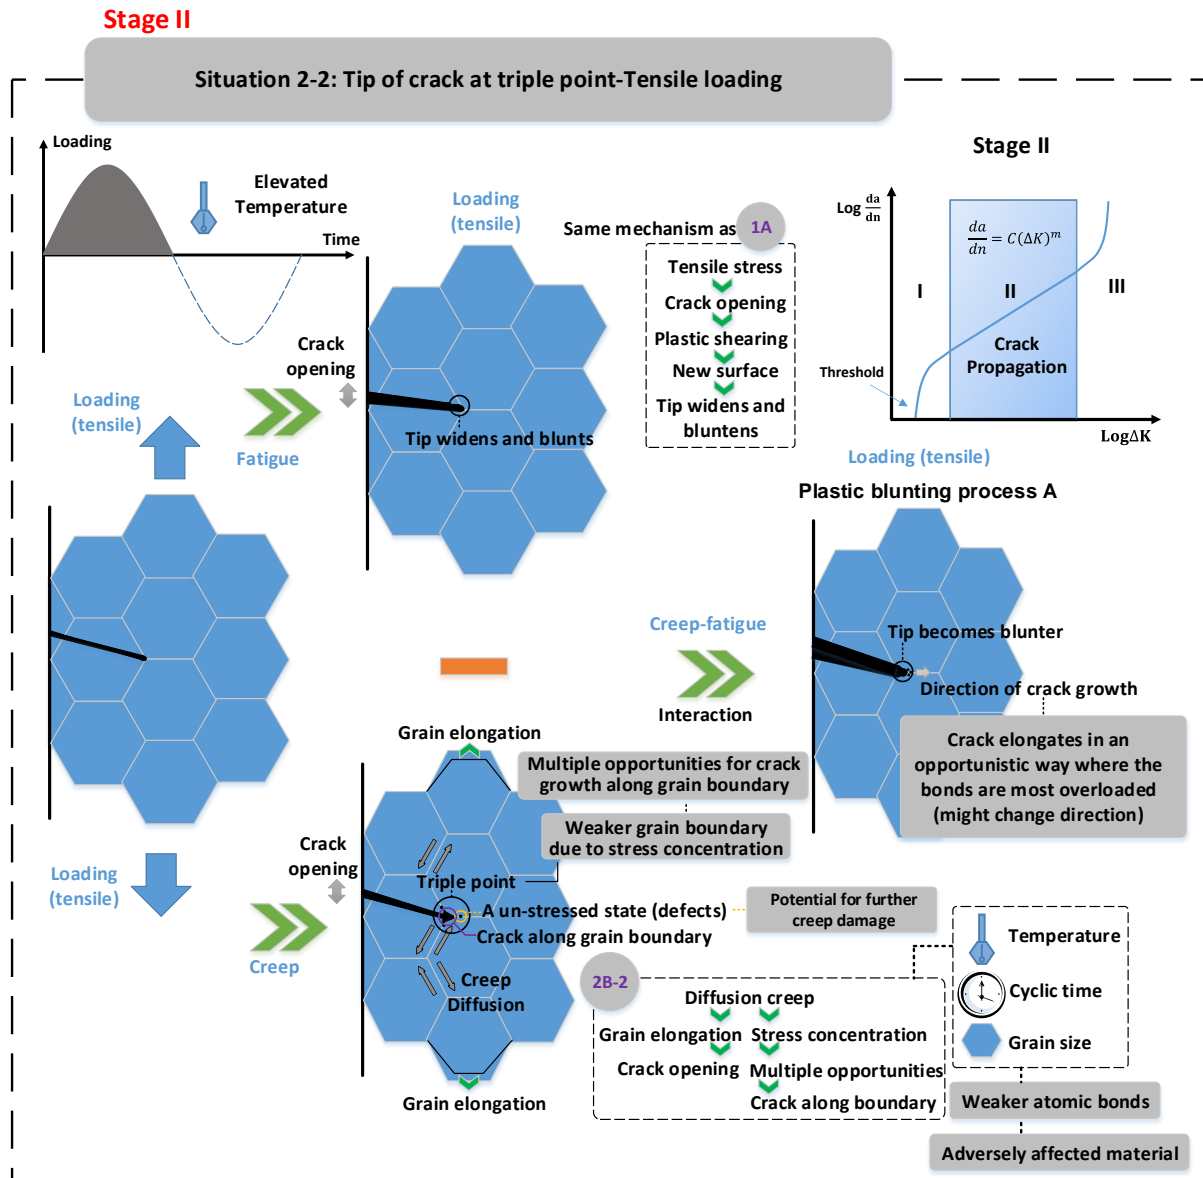 Stage II
Situation 2-2: Tip of crack at triple point-Tensile loading
Loading
Elevated
Temperature
Time
Loading
(tensile)
Same mechanism as
1A
Tensile stress
Crack opening
Plastic shearing
New surface
Tip widens and
bluntens
Stage II
Log da/dn
da/dn = C(ΔK)^m
I
II
III
Crack
Propagation
Threshold
LogΔK
Crack
opening
Tip widens and blunts
Loading
(tensile)
Fatigue
Loading (tensile)
Plastic blunting process A
Tip becomes blunter
Direction of crack growth
Crack elongates in an
opportunistic way where the
bonds are most overloaded
(might change direction)
Creep-fatigue
Interaction
Loading
(tensile)
Crack
opening
Creep
Grain elongation
Multiple opportunities for crack
growth along grain boundary
Weaker grain boundary
due to stress concentration
Triple point
A un-stressed state (defects)
Potential for further
creep damage
Crack along grain boundary
Creep
Diffusion
Grain elongation
2B-2
Diffusion creep
Grain elongation
Stress concentration
Crack opening
Multiple opportunities
Crack along boundary
Temperature
Cyclic time
Grain size
Weaker atomic bonds
Adversely affected material